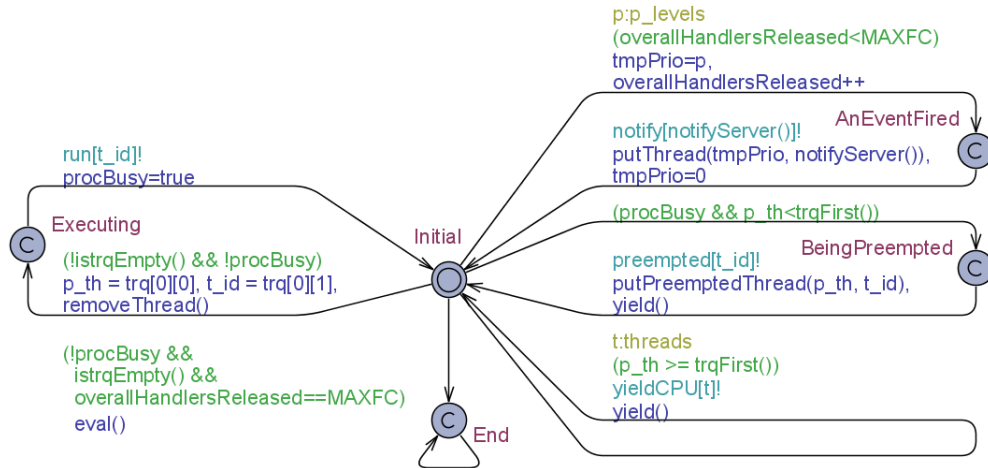 p:p_levels
(overallHandlersReleased<MAXFC)
tmpPrio=p,
overallHandlersReleased++
AnEventFired
notify[notifyServer()]!
putThread(tmpPrio, notifyServer()),
tmpPrio=0
C
run[t_id]!
procBusy=true
Executing
C
Initial
(procBusy && p_th<trqFirst())
BeingPreempted
C
(!istrqEmpty() && !procBusy)
p_th = trq[0][0], t_id = trq[0][1],
removeThread()
preempted[t_id]!
putPreemptedThread(p_th, t_id),
yield()
(!procBusy &&
istrqEmpty() &&
overallHandlersReleased==MAXFC)
eval()
C
End
t:threads
(p_th >= trqFirst())
yieldCPU[t]!
yield()